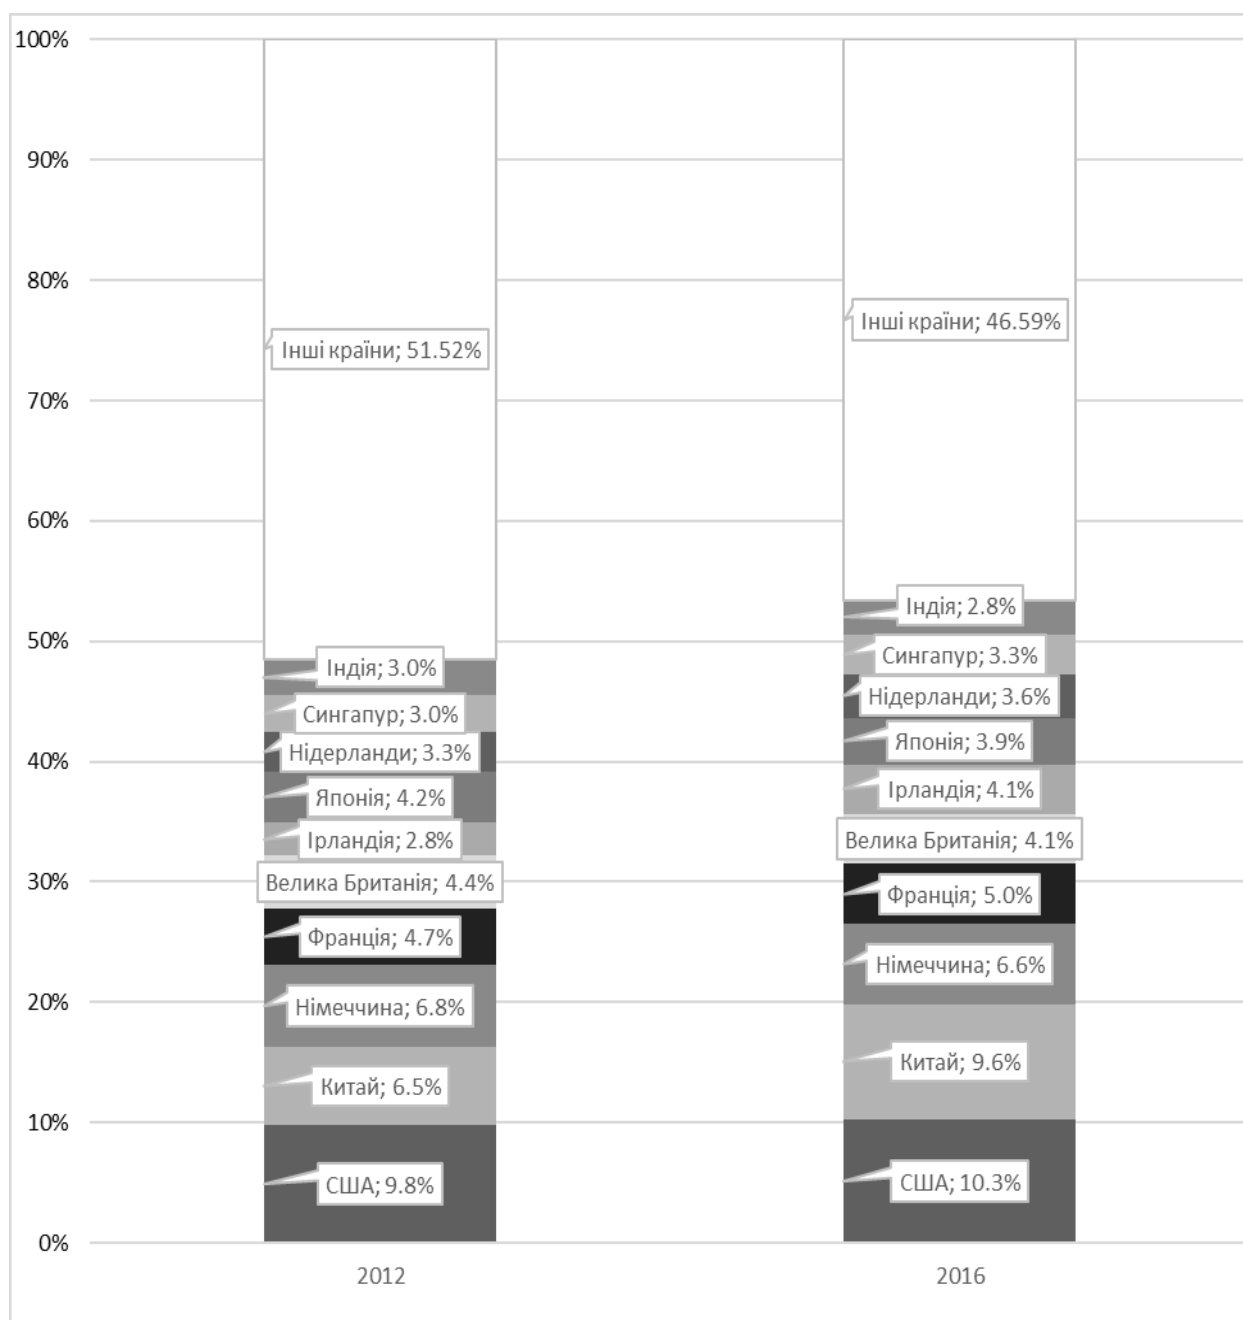 100%
90%
80%
70%
60%
50%
40%
30%
20%
10%
0%
Інші країни; 51.52%
Індія; 3.0%
Сингапур; 3.0%
Нідерланди; 3.3%
Японія; 4.2%
Ірландія; 2.8%
Велика Британія; 4.4%
Франція; 4.7%
Німеччина; 6.8%
Китай; 6.5%
США; 9.8%
2012
Інші країни; 46.59%
Індія; 2.8%
Сингапур; 3.3%
Нідерланди; 3.6%
Японія; 3.9%
Ірландія; 4.1%
Велика Британія; 4.1%
Франція; 5.0%
Німеччина; 6.6%
Китай; 9.6%
США; 10.3%
2016